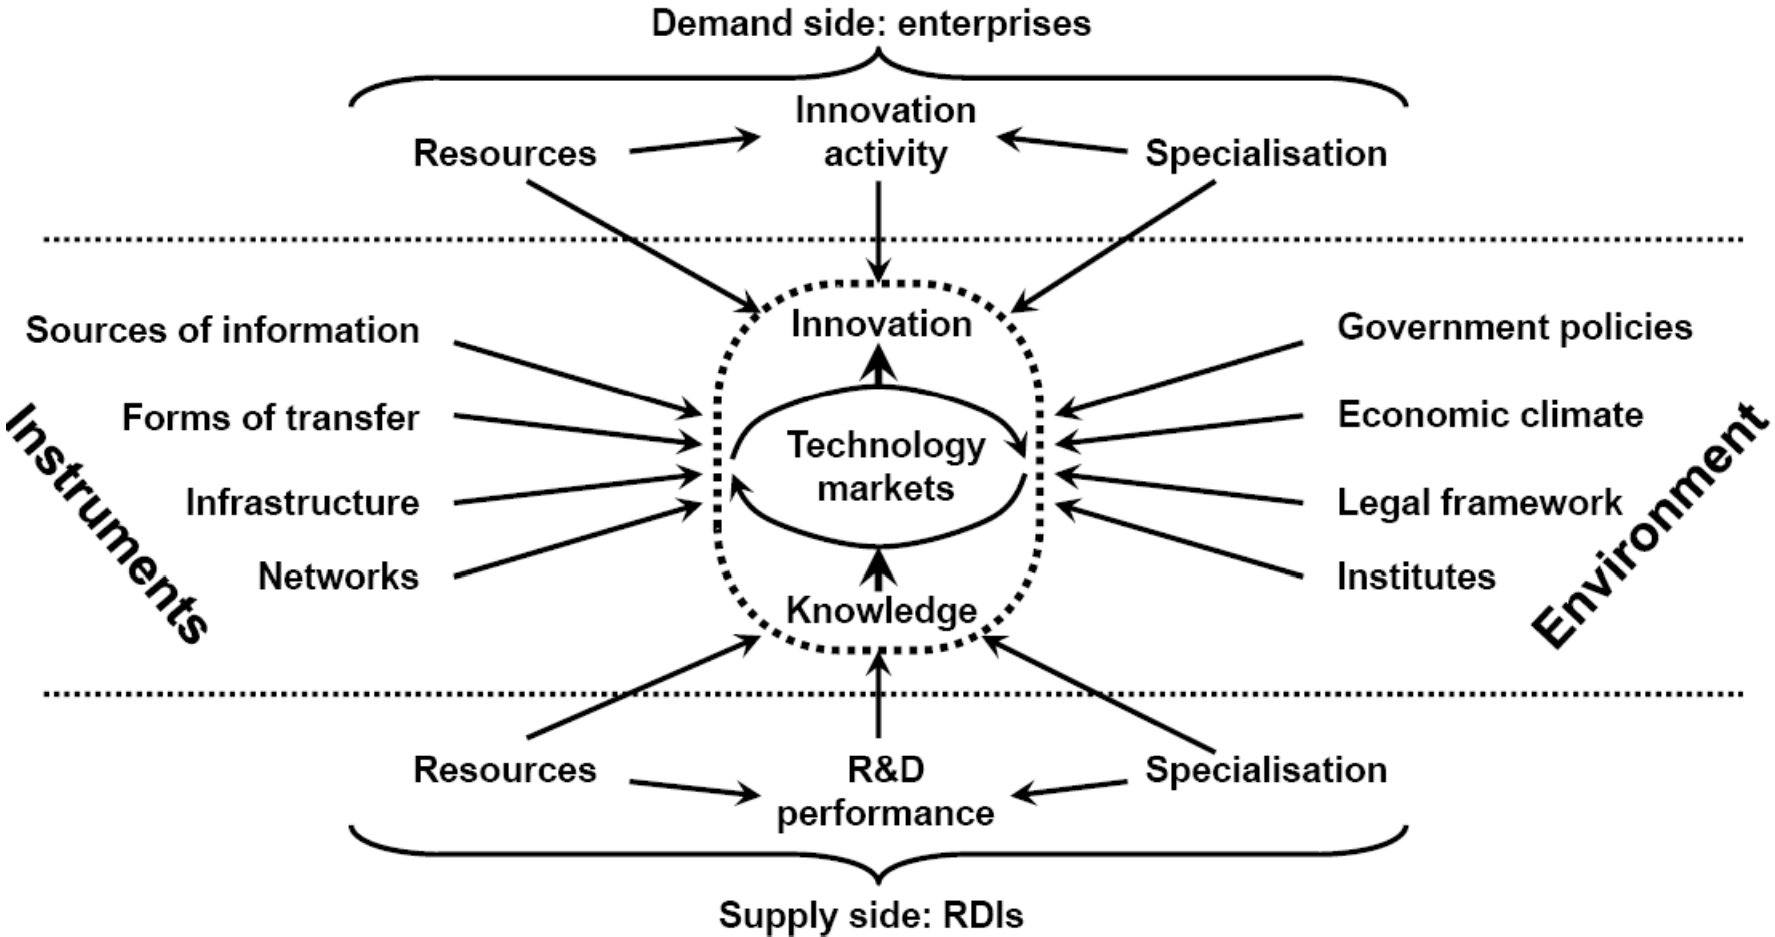 Demand side: enterprises
Innovation
activity
Resources
Specialisation
Innovation
Sources of information
Government policies
Forms of transfer
Economic climate
Technology
markets
Infrastructure
Legal framework
Networks
Institutes
Instruments
Environment
Knowledge
Resources
R&D
performance
Specialisation
Supply side: RDIs